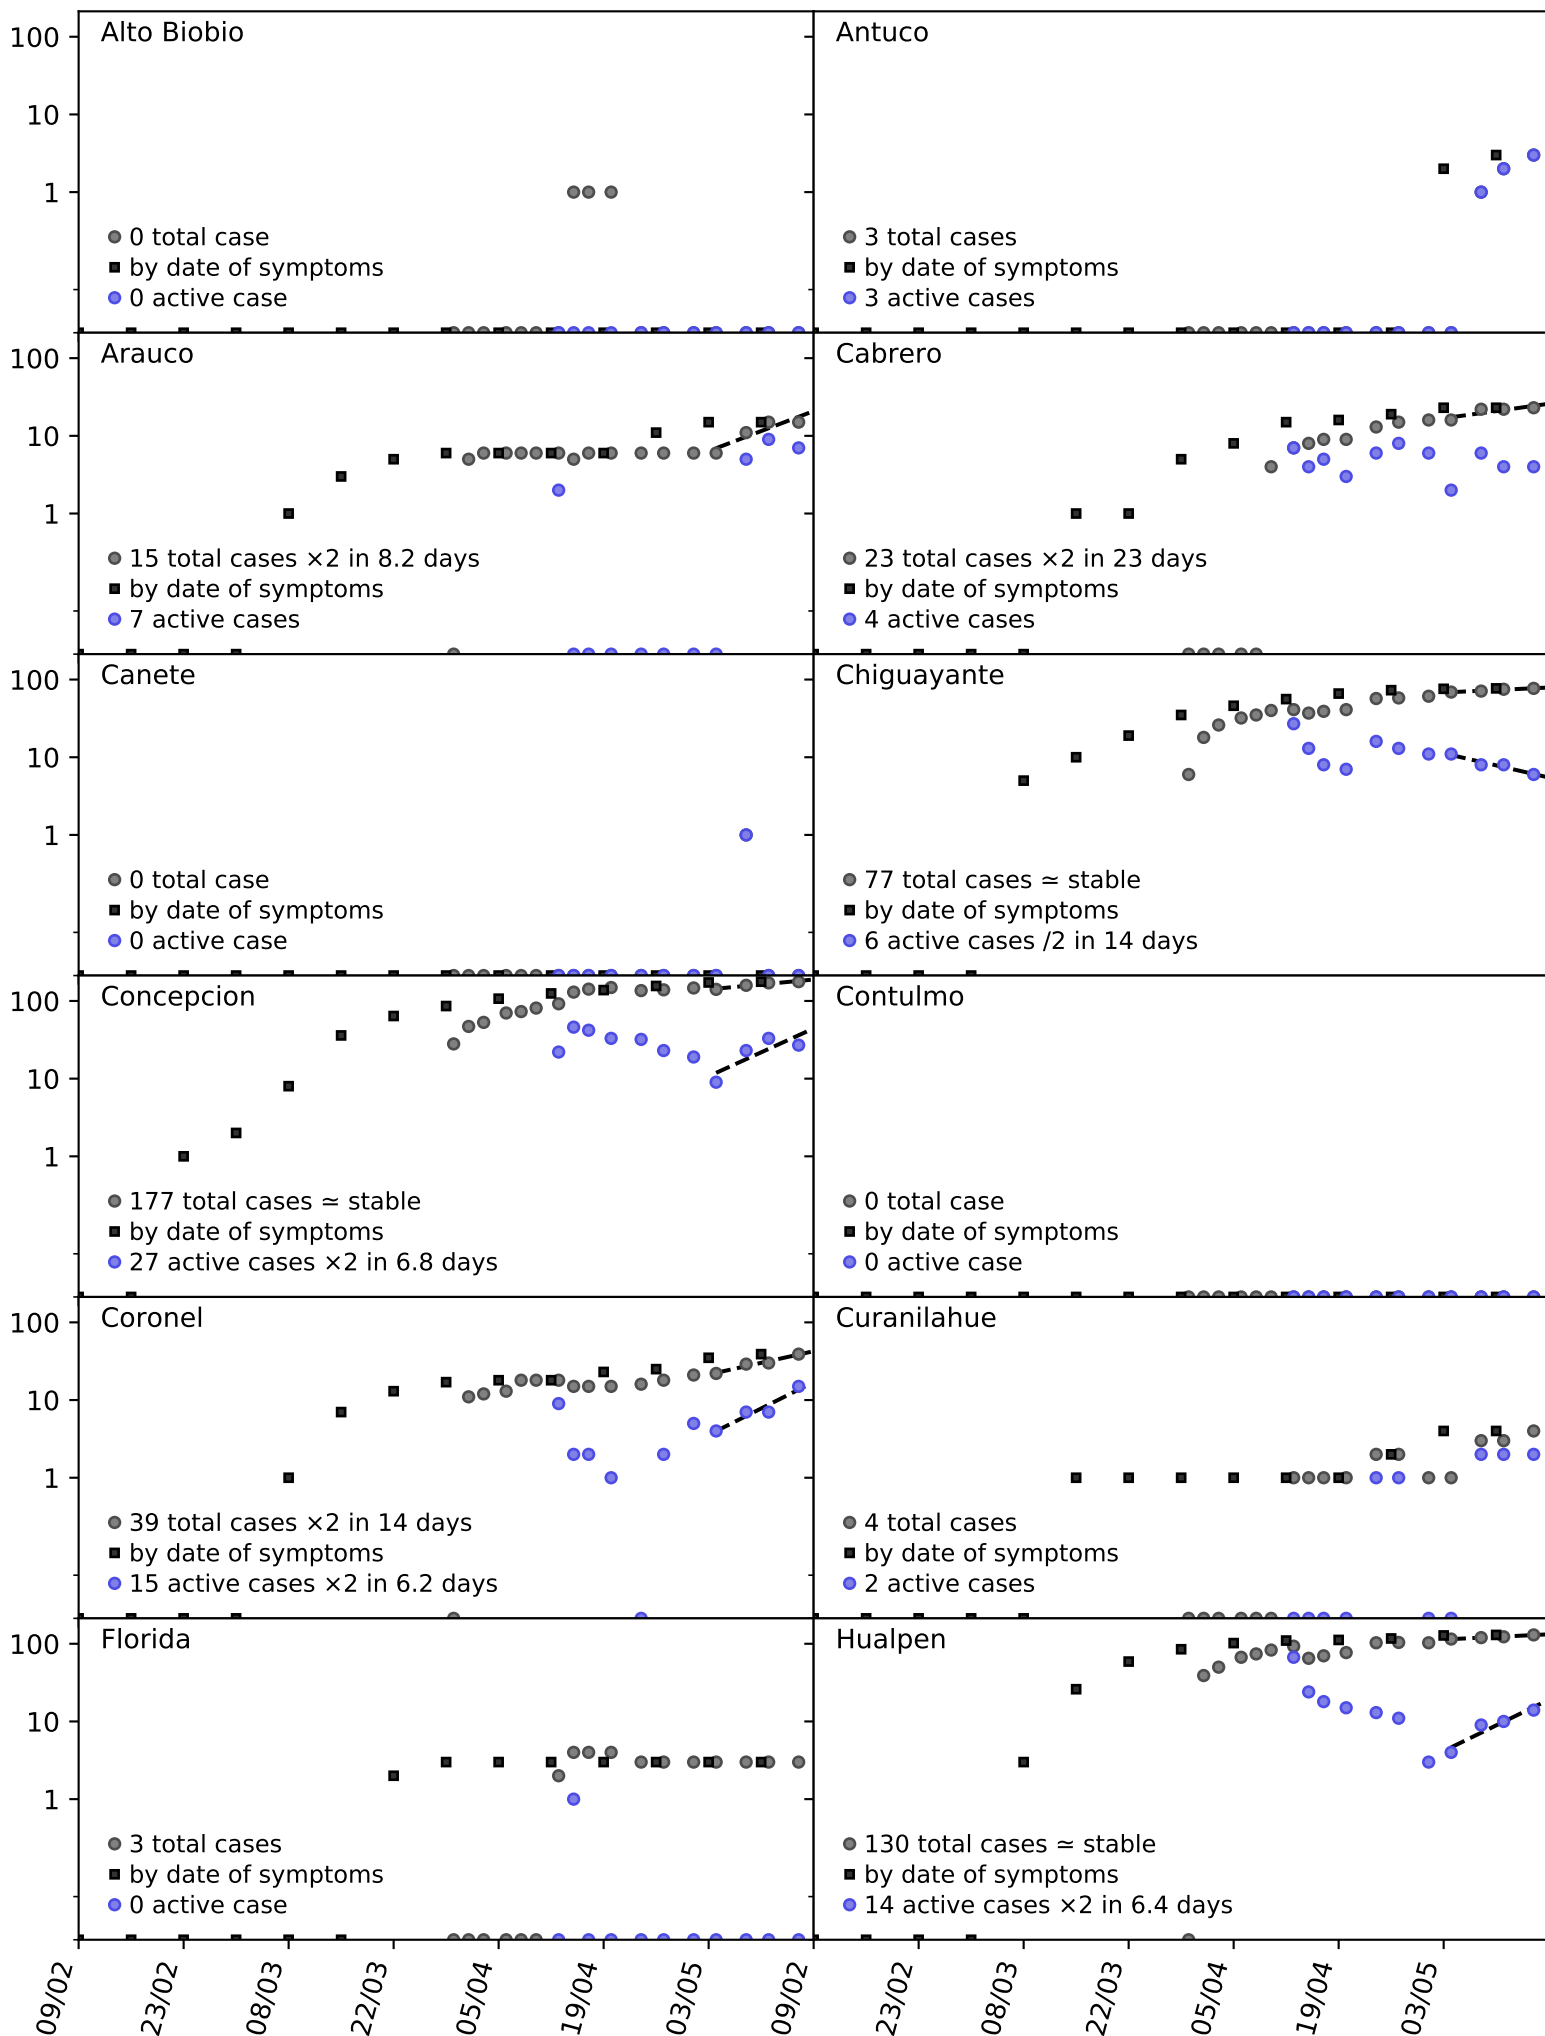 Alto Biobio
Antuco
100
10
1
0 total case
by date of symptoms
0 active case
3 total cases
by date of symptoms
3 active cases
Arauco
Cabrero
100
10
1
15 total cases ×2 in 8.2 days
by date of symptoms
7 active cases
23 total cases ×2 in 23 days
by date of symptoms
4 active cases
Canete
Chiguayante
100
10
1
0 total case
by date of symptoms
0 active case
77 total cases ≃ stable
by date of symptoms
6 active cases /2 in 14 days
Concepcion
Contulmo
100
10
1
177 total cases ≃ stable
by date of symptoms
27 active cases ×2 in 6.8 days
0 total case
by date of symptoms
0 active case
Coronel
Curanilahue
100
10
1
39 total cases ×2 in 14 days
by date of symptoms
15 active cases ×2 in 6.2 days
4 total cases
by date of symptoms
2 active cases
Florida
Hualpen
100
10
1
3 total cases
by date of symptoms
0 active case
130 total cases ≃ stable
by date of symptoms
14 active cases ×2 in 6.4 days
09/02
23/02
08/03
22/03
05/04
19/04
03/05
09/02
23/02
08/03
22/03
05/04
19/04
03/05